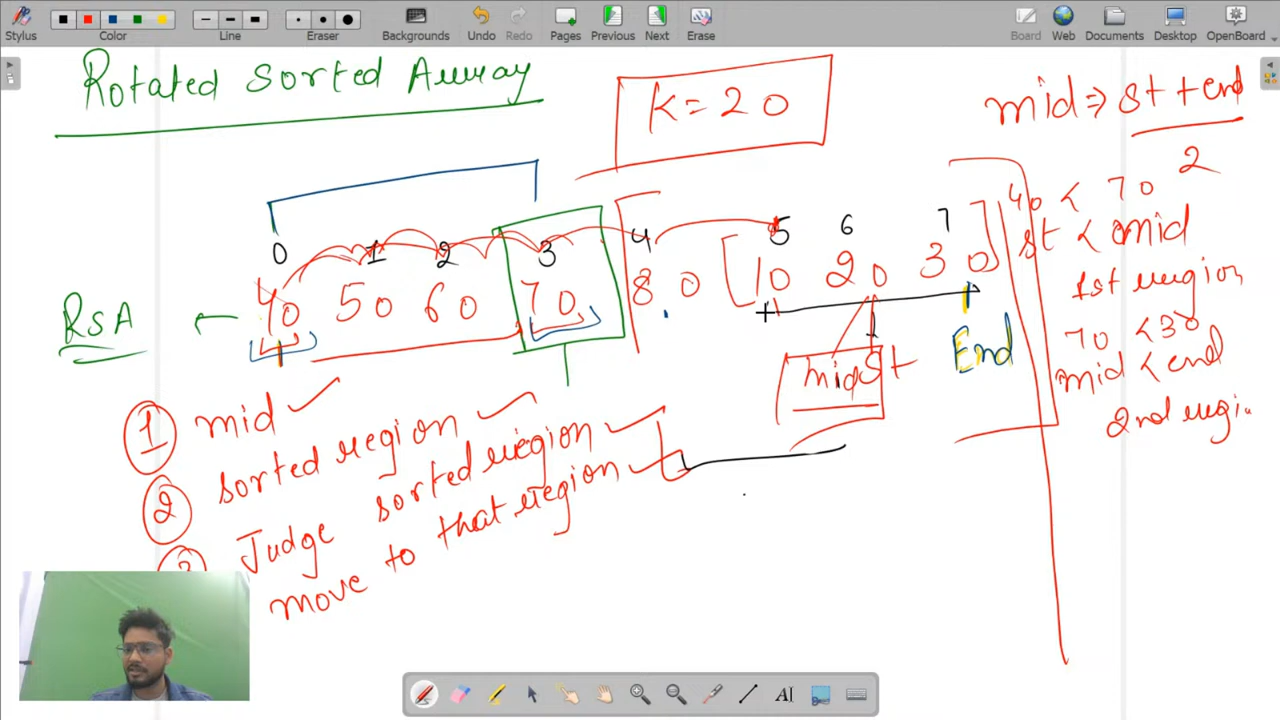 Stylus Color Line Eraser Backgrounds Undo Redo Pages Previous Next Erase Board Web Documents Desktop OpenBoard
Rotated Sorted Array
K = 20
mid => st + end
2
40 < 70
st < mid
1st region
70 < 30
mid < end
2nd regi
0 1 2 3 4 5 6 7
RSA ← 40 50 60 70 80 [10 20 30]
mid St End
1 mid
2 sorted region
3 Judge sorted region
move to that region
AI